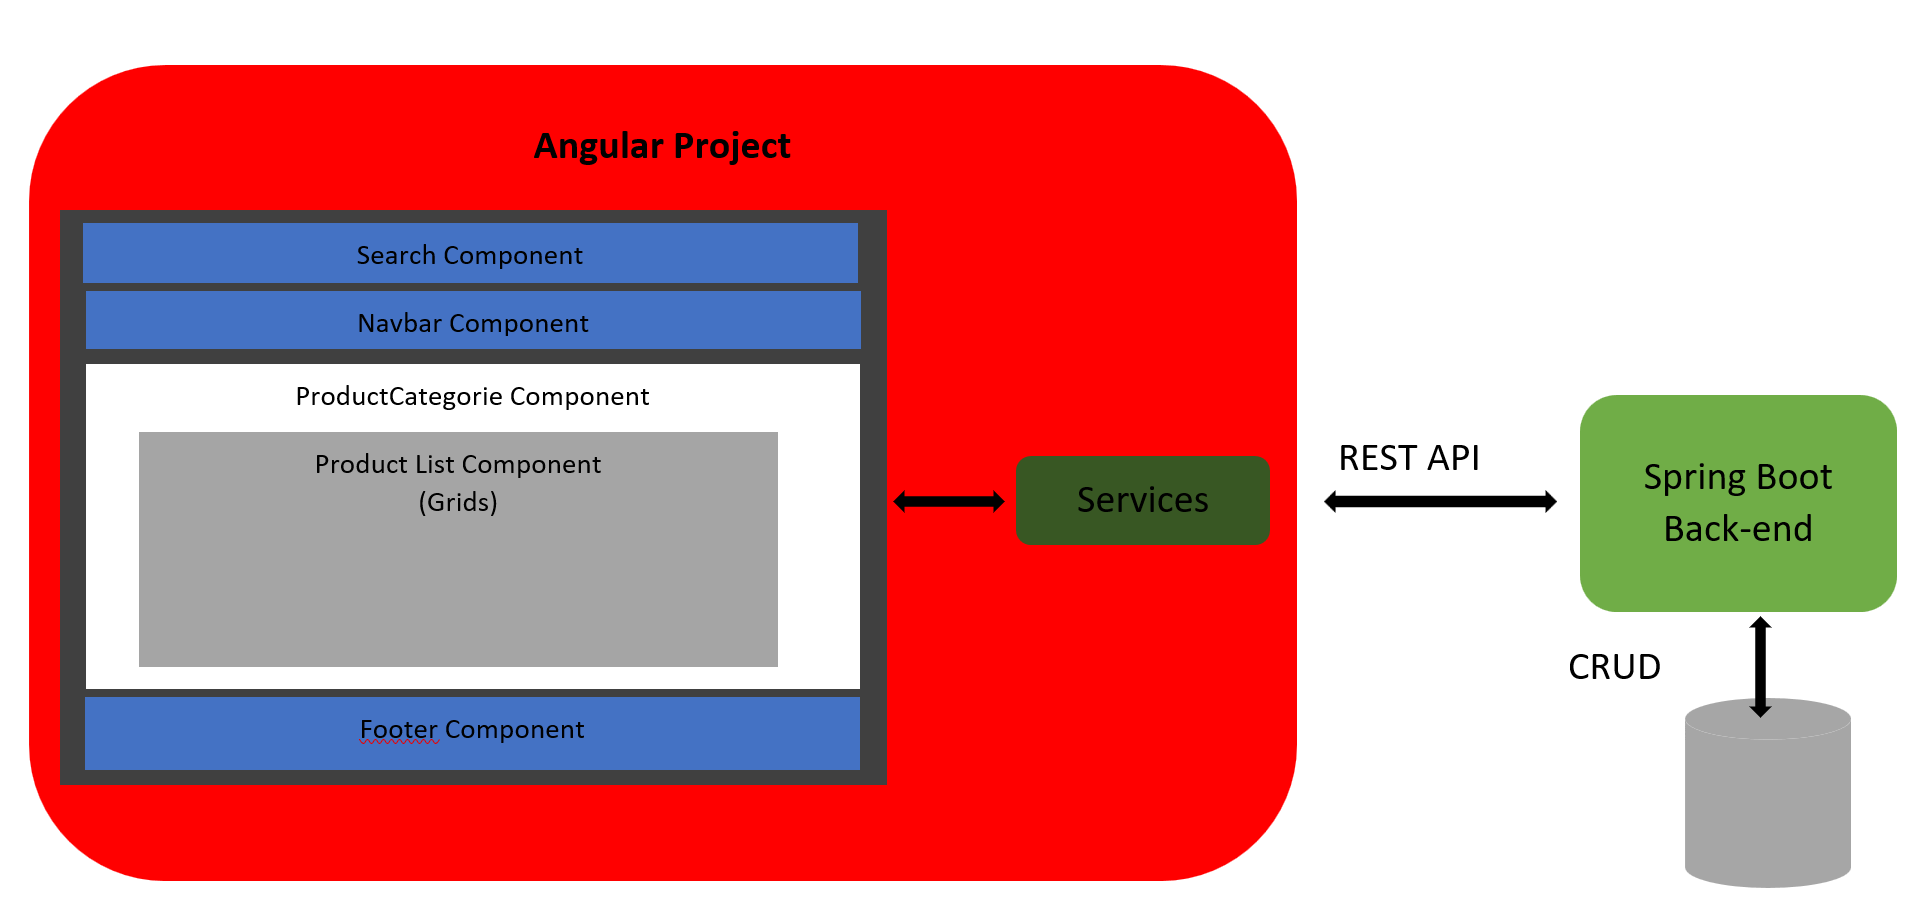 Angular Project
Search Component
Navbar Component
ProductCategorie Component
Product List Component
(Grids)
Footer Component
Services
REST API
Spring Boot
Back-end
CRUD